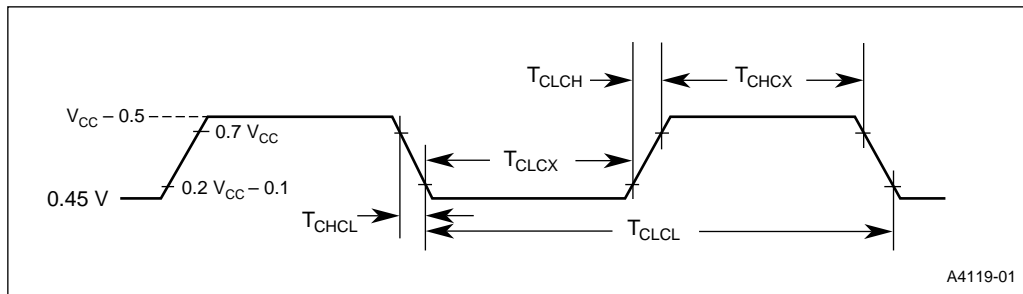 T_CLCH
T_CHCX
V_CC – 0.5
0.7 V_CC
T_CLCX
0.2 V_CC – 0.1
0.45 V
T_CHCL
T_CLCL
A4119-01